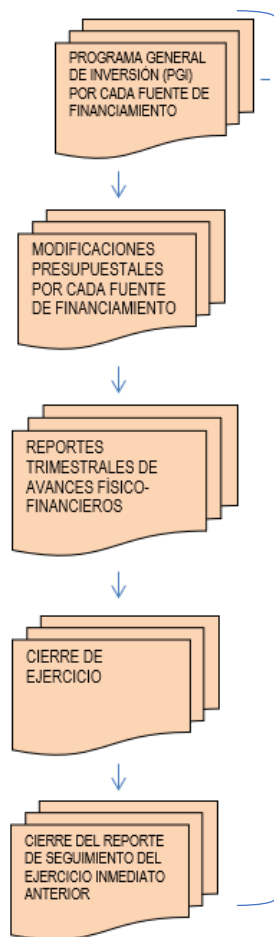 PROGRAMA GENERAL
DE INVERSIÓN (PGI)
POR CADA FUENTE DE
FINANCIAMIENTO
MODIFICACIONES
PRESUPUESTALES
POR CADA FUENTE
DE FINANCIAMIENTO
REPORTES
TRIMESTRALES DE
AVANCES FÍSICO-
FINANCIEROS
CIERRE DE
EJERCICIO
CIERRE DEL REPORTE
DE SEGUIMIENTO DEL
EJERCICIO INMEDIATO
ANTERIOR